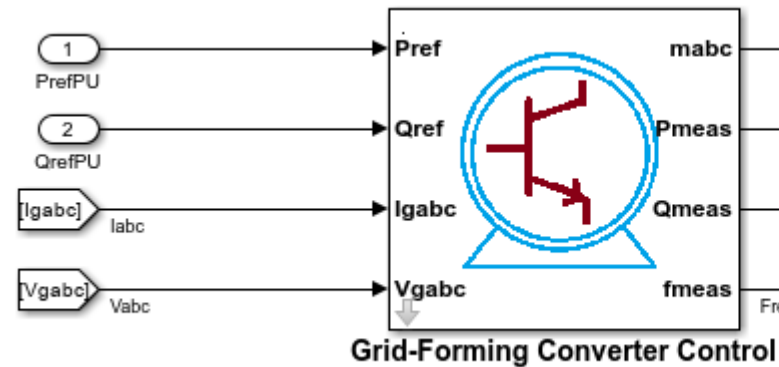 1
PrefPU
2
QrefPU
[Igabc]
Iabc
[Vgabc]
Vabc
Pref
Qref
Igabc
Vgabc
mabc
Pmeas
Qmeas
fmeas
Grid-Forming Converter Control